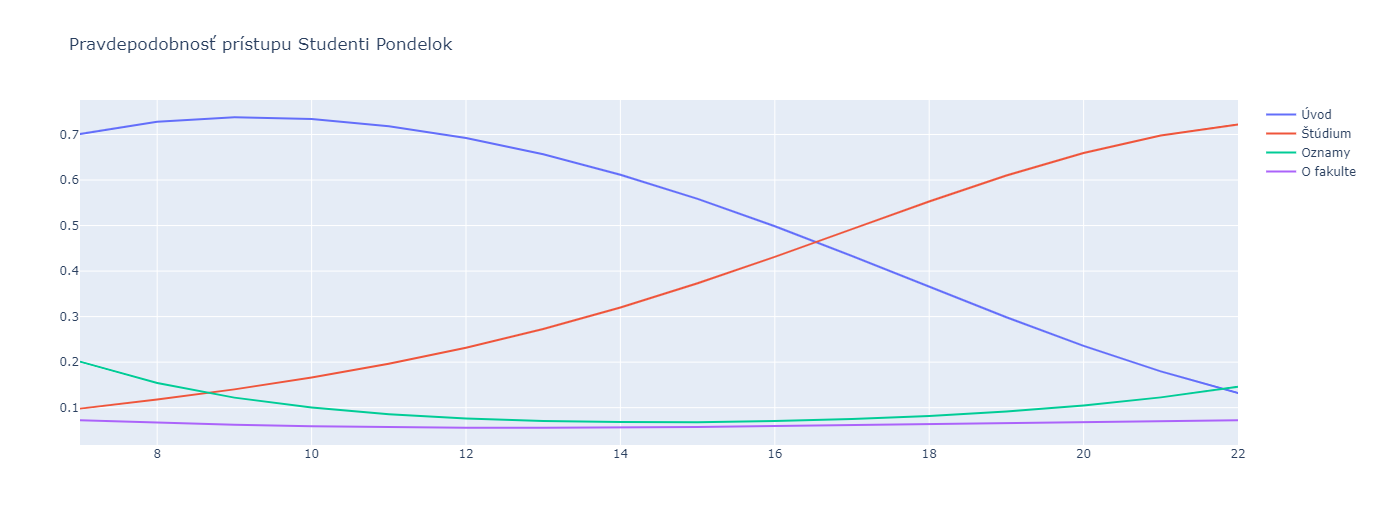 Pravdepodobnosť prístupu Studenti Pondelok
Úvod
Štúdium
Oznamy
O fakulte
0.7
0.6
0.5
0.4
0.3
0.2
0.1
8 10 12 14 16 18 20 22